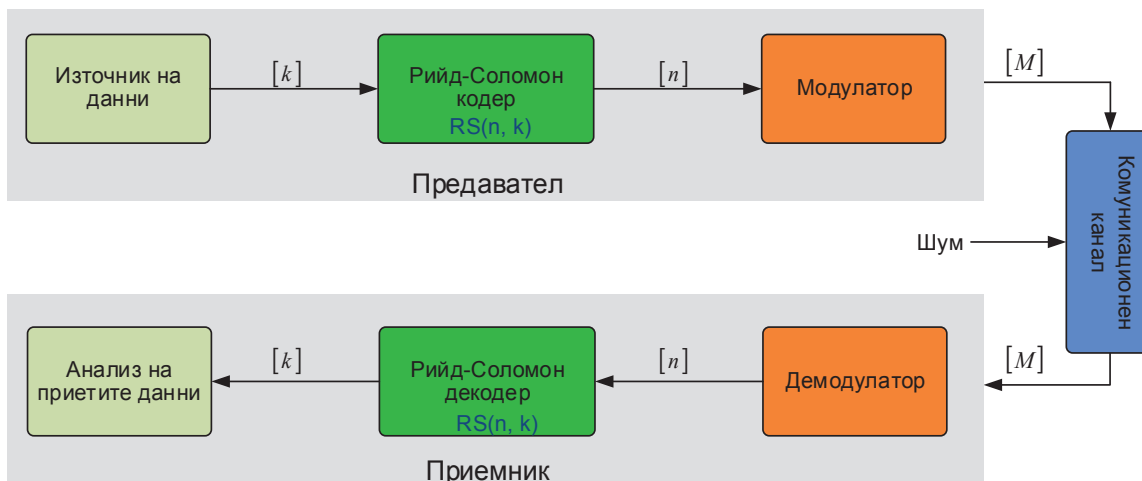 Източник на
данни
[k]
Рийд-Соломон
кодер
RS(n, k)
[n]
Модулатор
[M]
Предавател
Комуникационен
канал
Шум
Анализ на
приетите данни
[k]
Рийд-Соломон
декодер
RS(n, k)
[n]
Демодулатор
[M]
Приемник